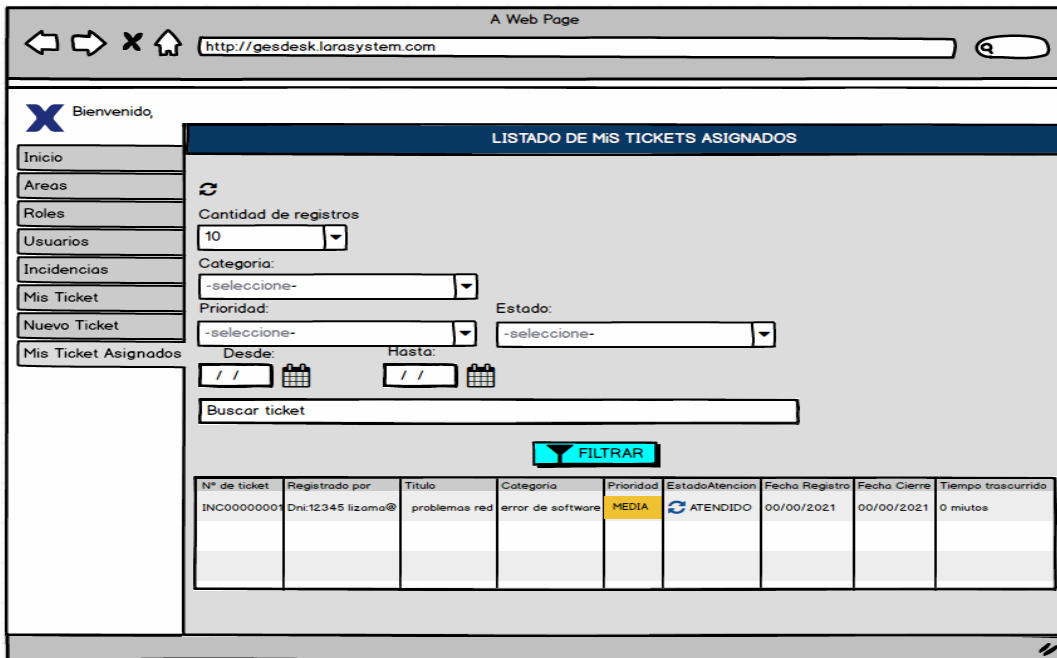 A Web Page
http://gesdesk.larasystem.com
Bienvenido,
LISTADO DE MiS TICKETS ASIGNADOS
Inicio
Areas
Roles
Usuarios
Incidencias
Mis Ticket
Nuevo Ticket
Mis Ticket Asignados
Cantidad de registros
10
Categoria:
-seleccione-
Prioridad: Estado:
-seleccione- -seleccione-
Desde: Hasta:
/ / / /
Buscar ticket
FILTRAR
N° de ticket Registrado por Titulo Categoria Prioridad EstadoAtencion Fecha Registro Fecha Cierre Tiempo trascurrido
INC00000001 Dni:12345 lizama@ problemas red error de software MEDIA ATENDIDO 00/00/2021 00/00/2021 0 miutos